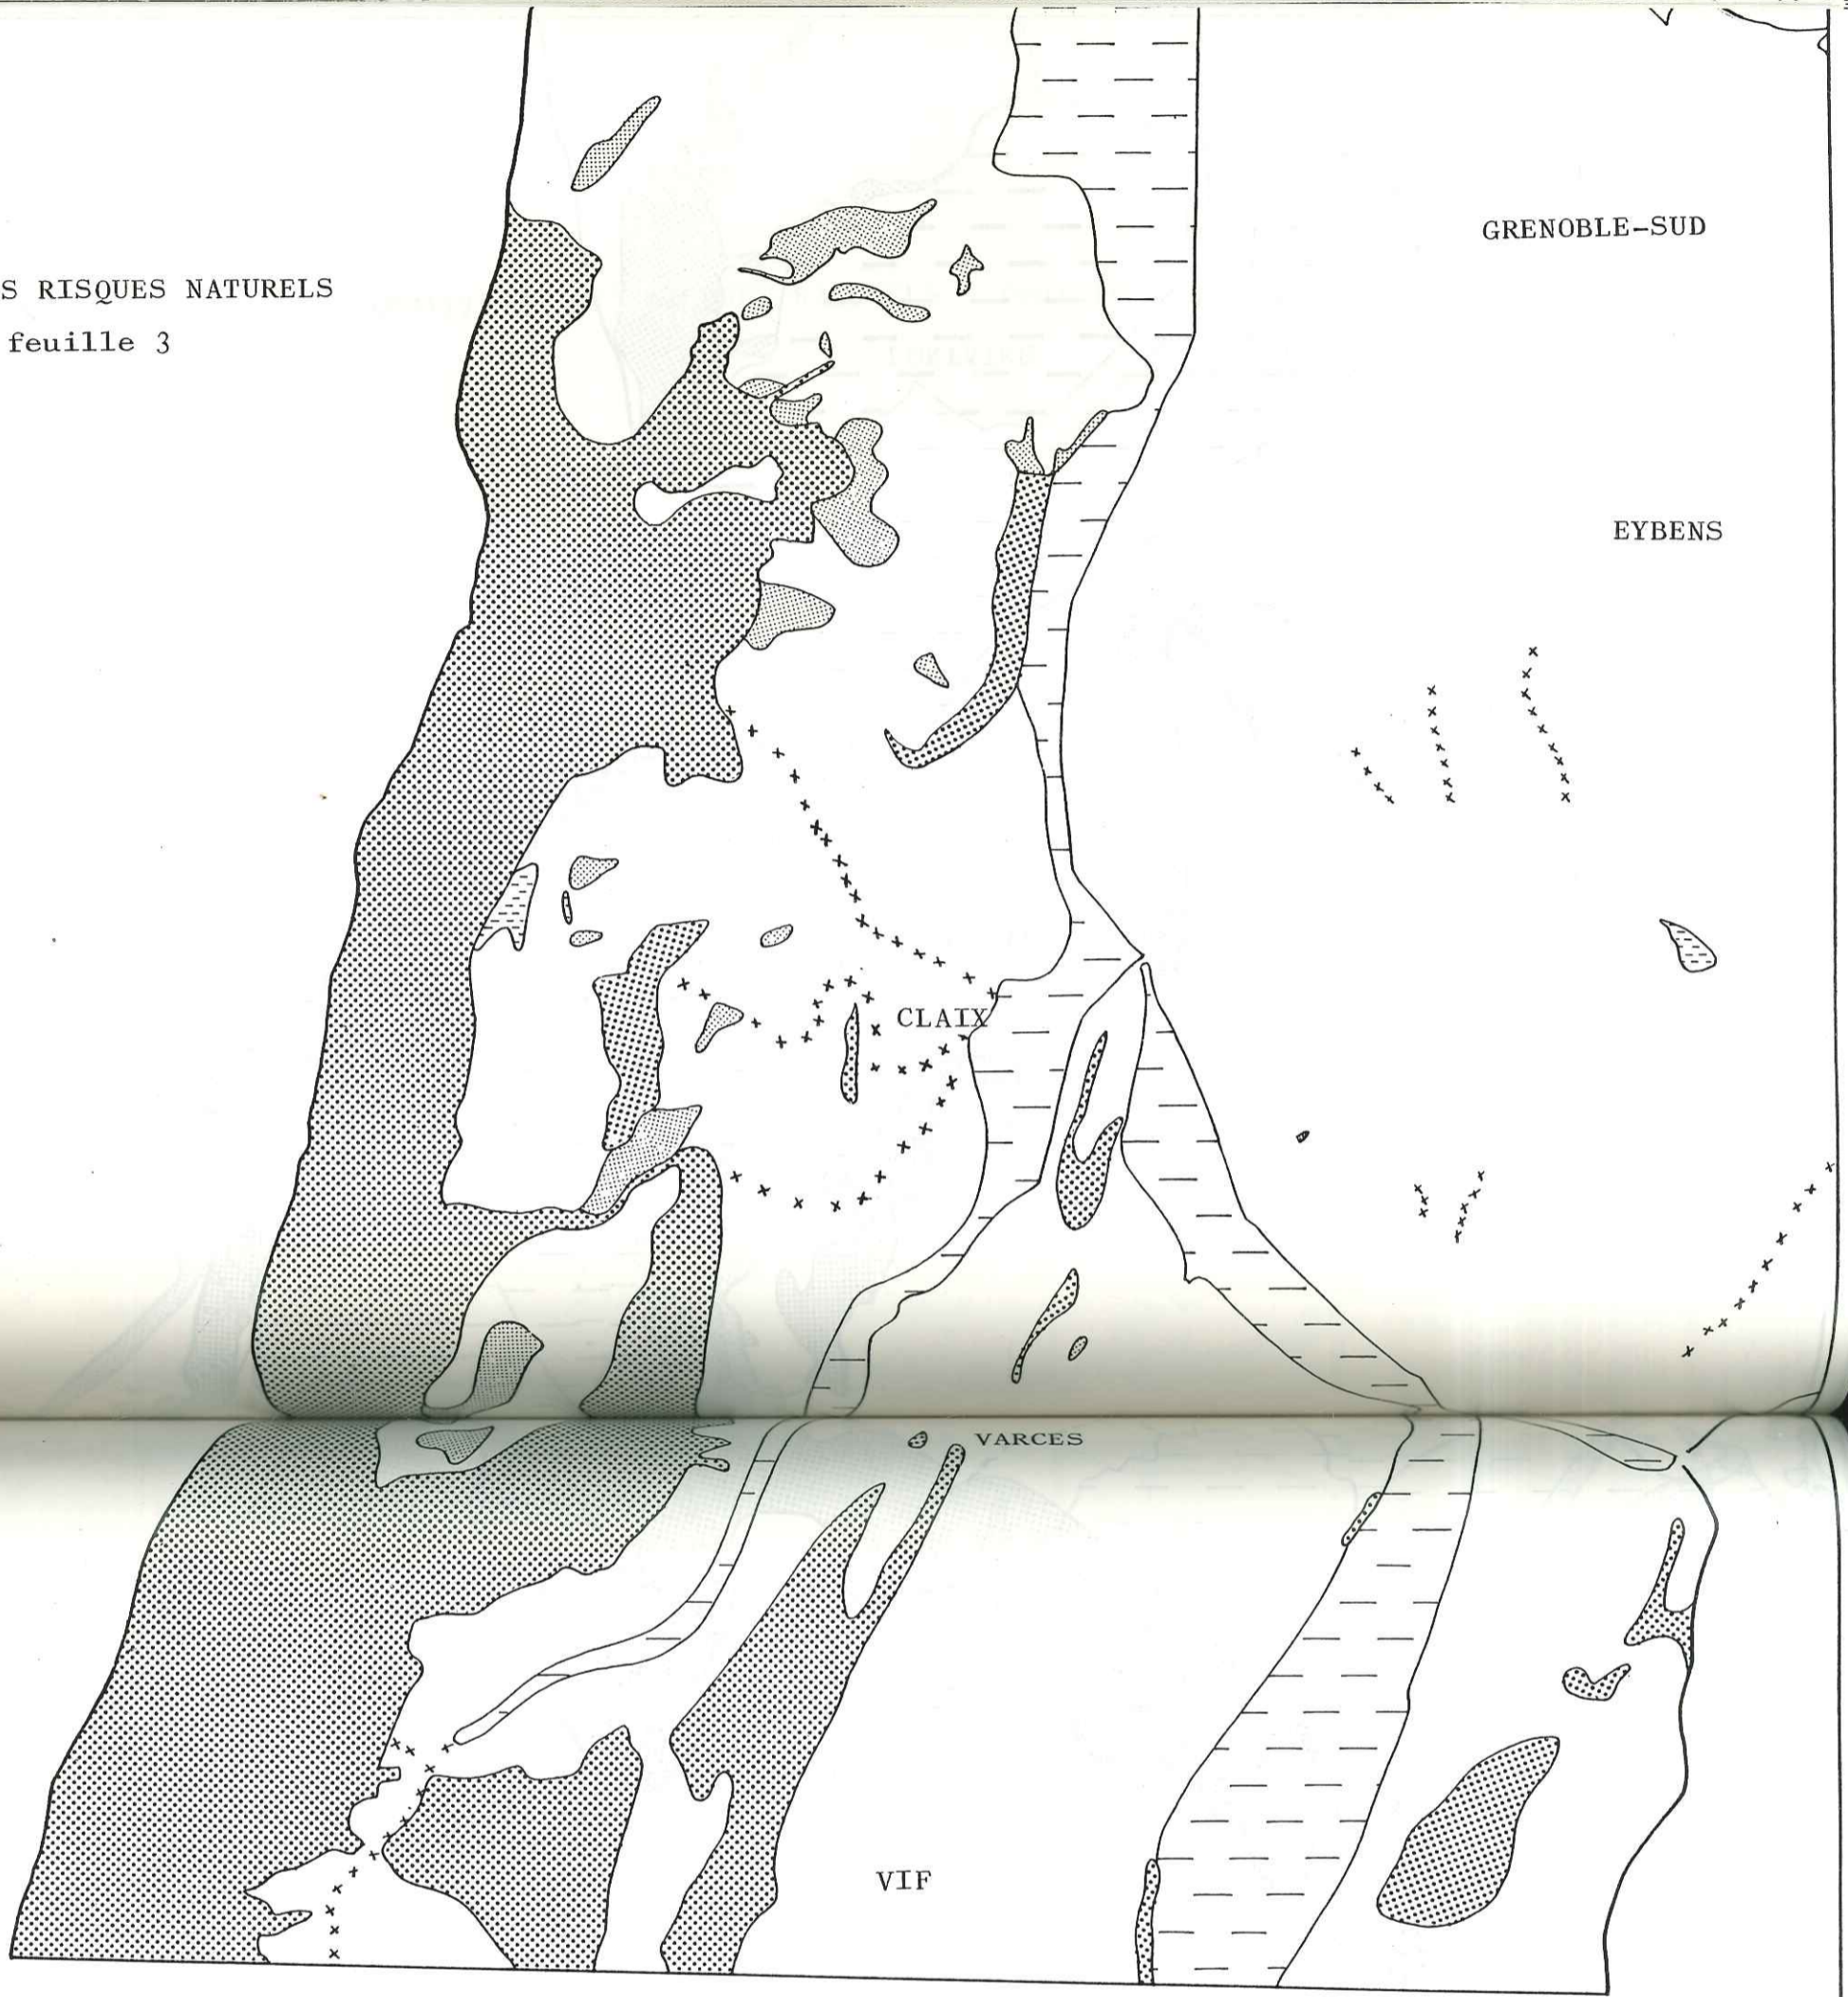 GRENOBLE-SUD
S RISQUES NATURELS
feuille 3
EYBENS
CLAIX
VARCES
VIF